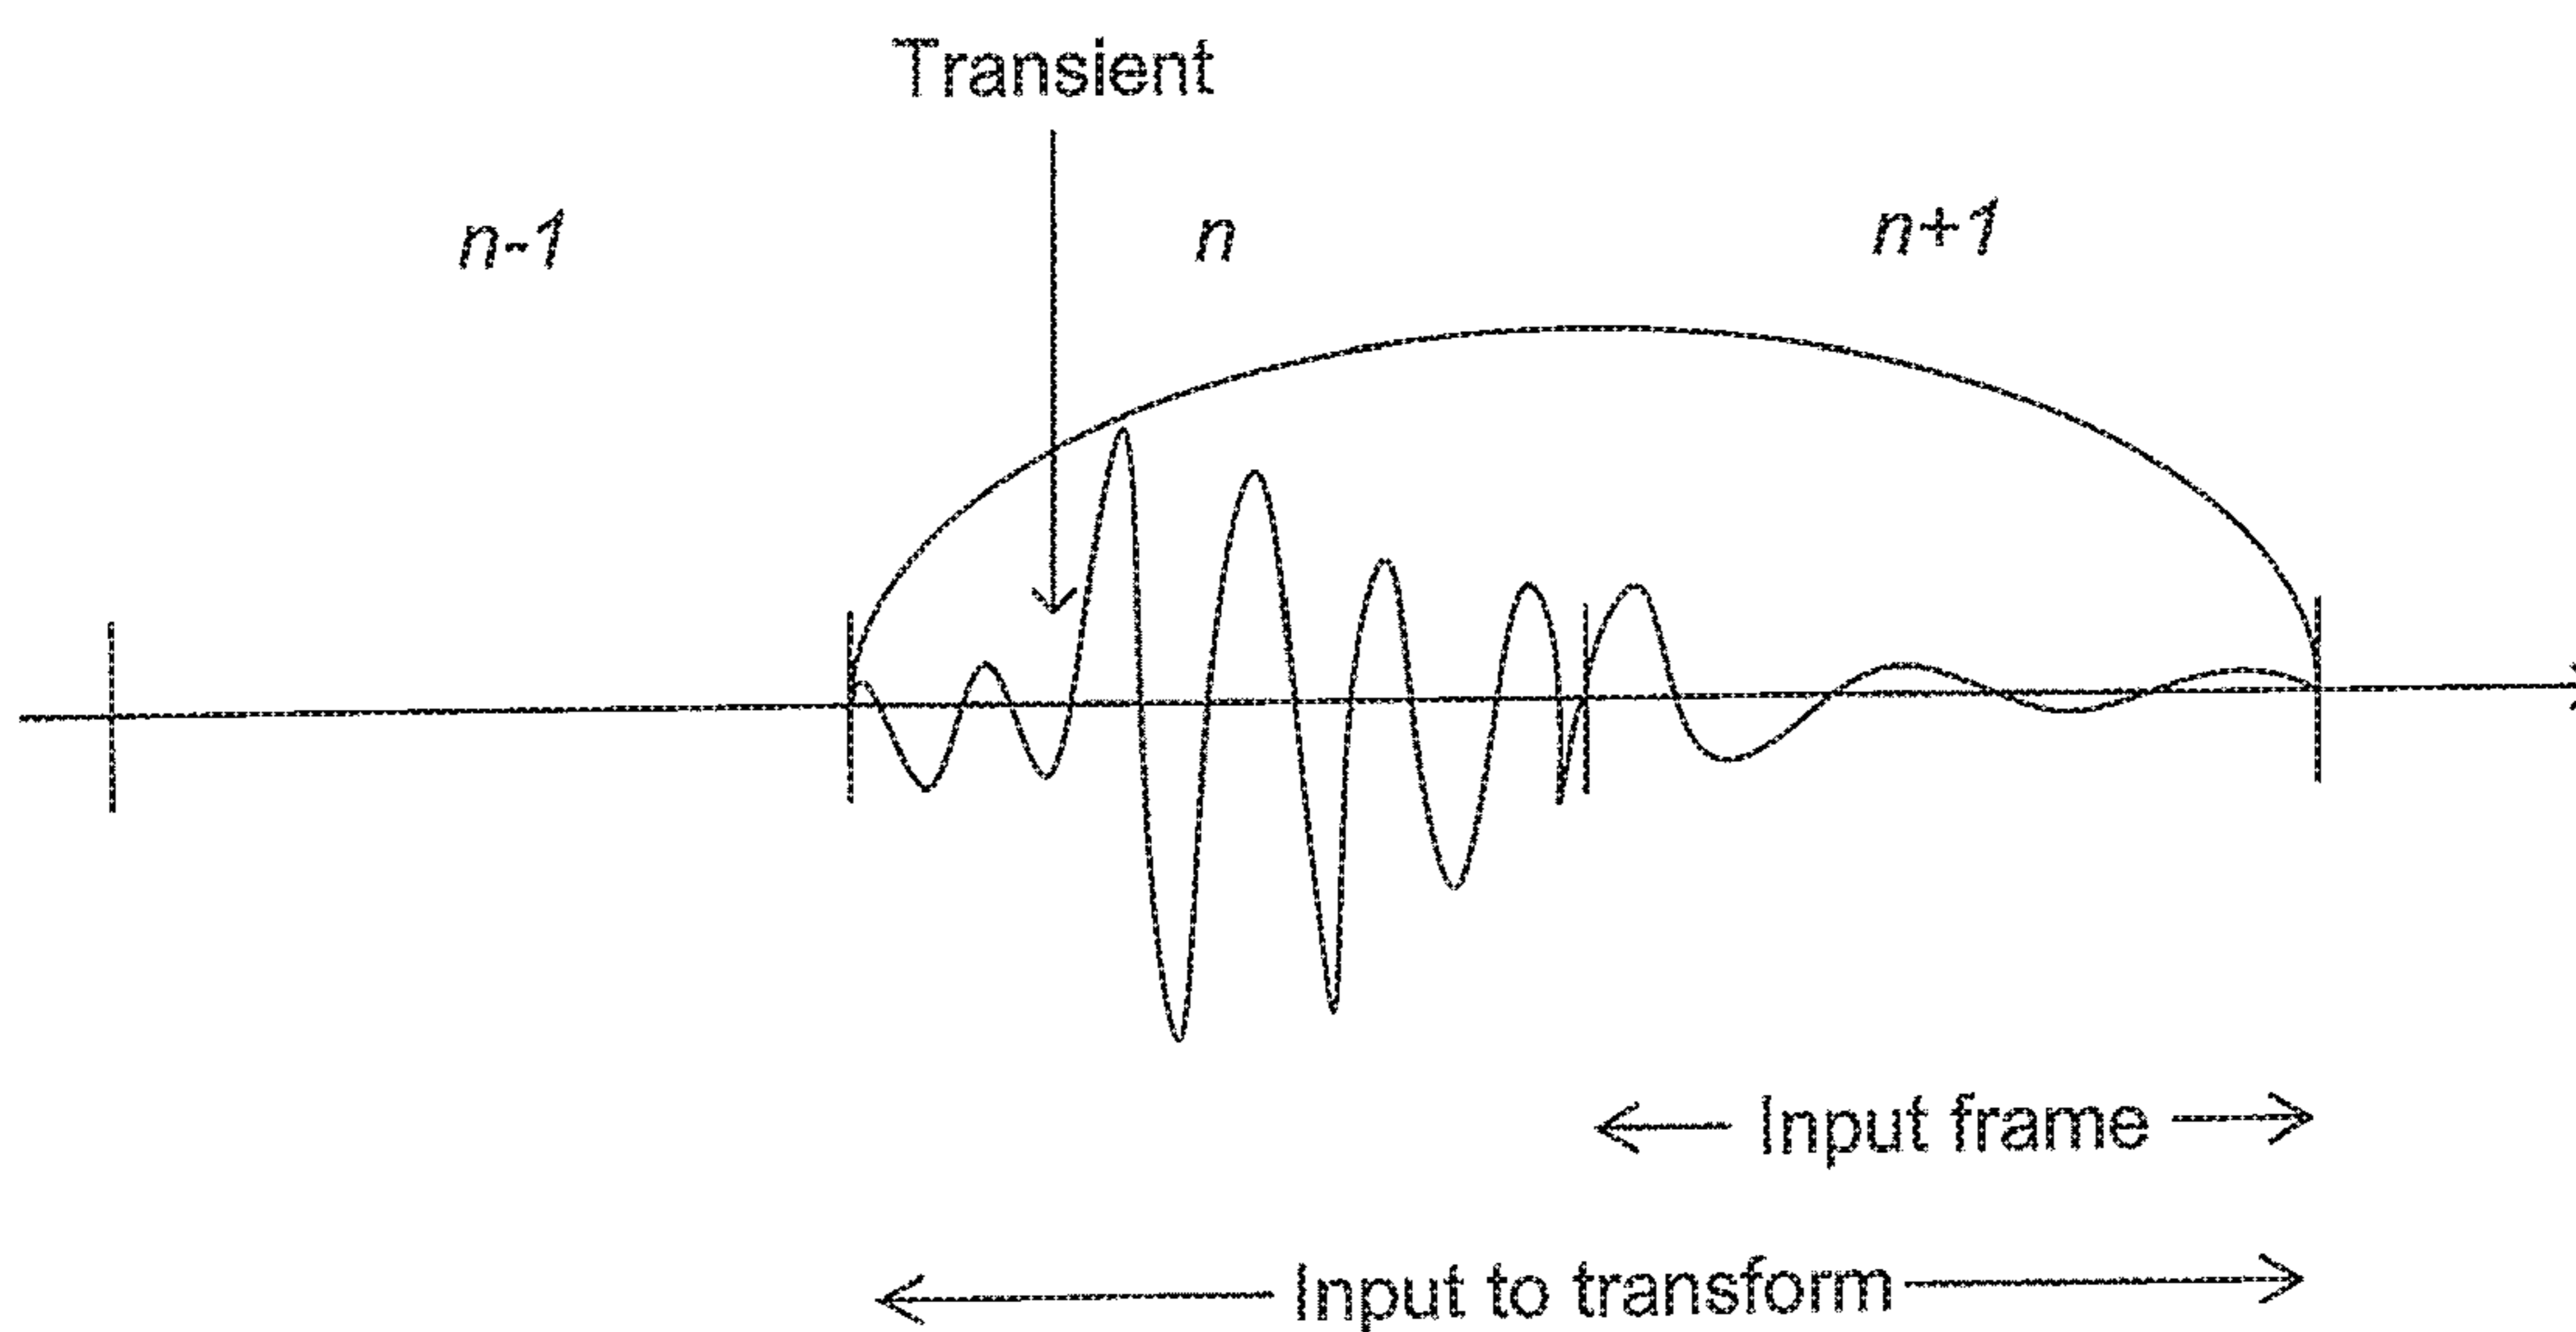 Transient
n-1
n
n+1
Input frame
Input to transform